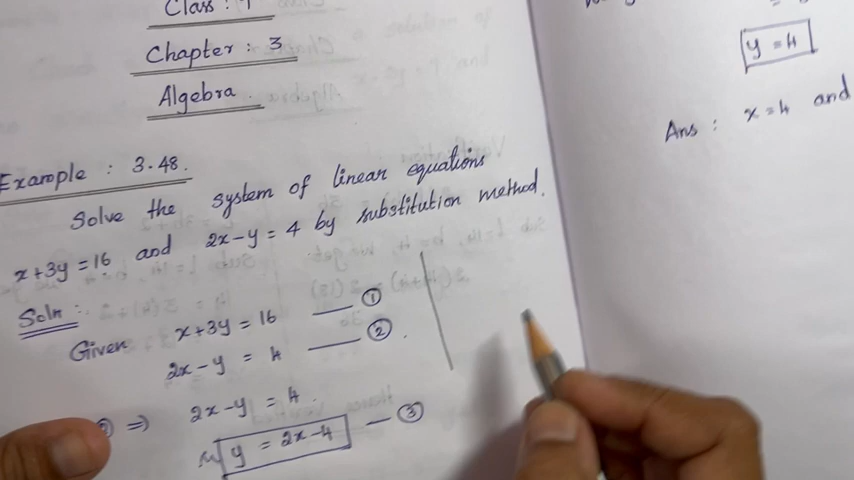 Class :
Chapter : 3
Algebra.
Example : 3.48.
Solve the system of linear equations
x+3y = 16 and 2x-y = 4 by substitution method.
Soln :
Given x+3y = 16 ___ ①
2x-y = 4 ___ ②.
⇒ 2x-y = 4.
y = 2x-4 — ③
y = 4
Ans : x = 4 and